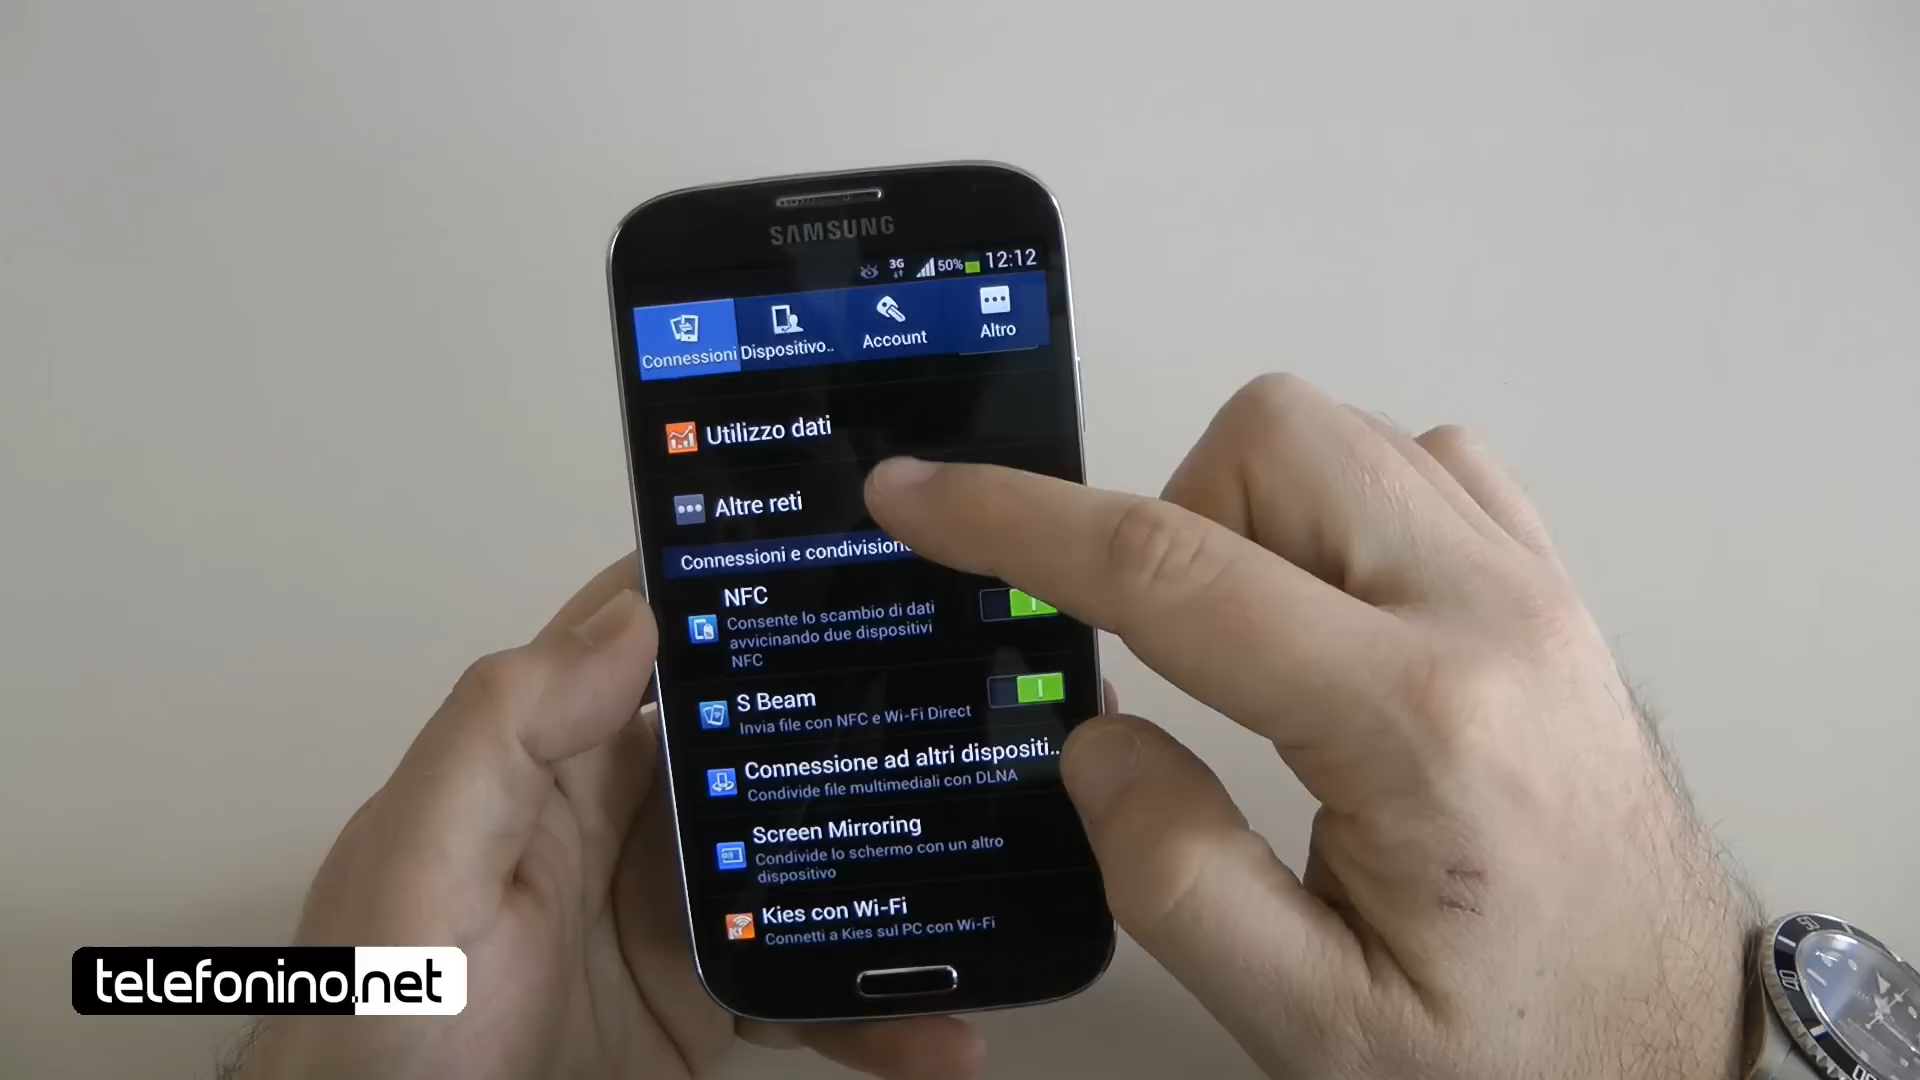 SAMSUNG
3G 50% 12:12
Connessioni Dispositivo.. Account Altro
Utilizzo dati
Altre reti
Connessioni e condivisione
NFC
Consente lo scambio di dati
avvicinando due dispositivi
NFC
S Beam
Invia file con NFC e Wi-Fi Direct
Connessione ad altri dispositi..
Condivide file multimediali con DLNA
Screen Mirroring
Condivide lo schermo con un altro
dispositivo
Kies con Wi-Fi
Connetti a Kies sul PC con Wi-Fi
telefonino.net